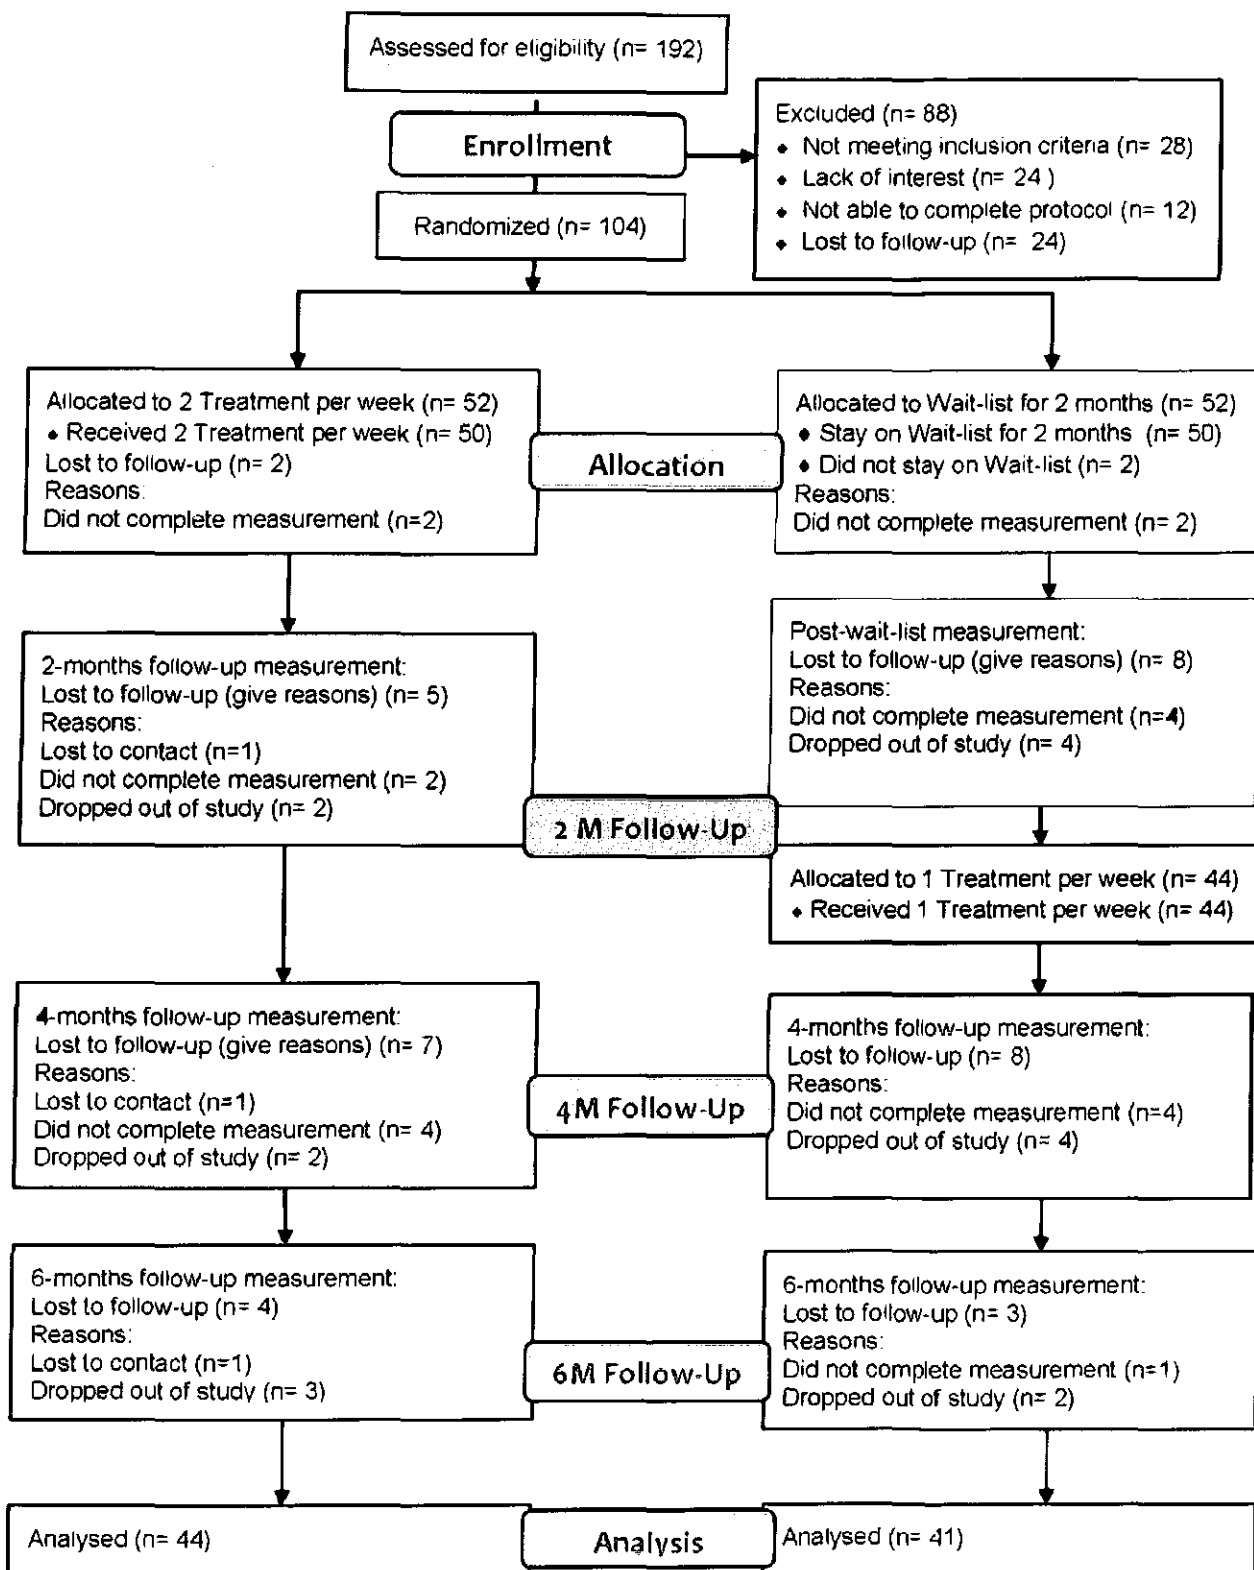 Assessed for eligibility (n= 192)
Enrollment
Excluded (n= 88)
♦ Not meeting inclusion criteria (n= 28)
♦ Lack of interest (n= 24 )
♦ Not able to complete protocol (n= 12)
♦ Lost to follow-up (n= 24)
Randomized (n= 104)
Allocated to 2 Treatment per week (n= 52)
• Received 2 Treatment per week (n= 50)
Lost to follow-up (n= 2)
Reasons:
Did not complete measurement (n=2)
Allocation
Allocated to Wait-list for 2 months (n= 52)
♦ Stay on Wait-list for 2 months (n= 50)
♦ Did not stay on Wait-list (n= 2)
Reasons:
Did not complete measurement (n= 2)
2-months follow-up measurement:
Lost to follow-up (give reasons) (n= 5)
Reasons:
Lost to contact (n=1)
Did not complete measurement (n= 2)
Dropped out of study (n= 2)
2 M Follow-Up
Post-wait-list measurement:
Lost to follow-up (give reasons) (n= 8)
Reasons:
Did not complete measurement (n=4)
Dropped out of study (n= 4)
Allocated to 1 Treatment per week (n= 44)
♦ Received 1 Treatment per week (n= 44)
4-months follow-up measurement:
Lost to follow-up (give reasons) (n= 7)
Reasons:
Lost to contact (n=1)
Did not complete measurement (n= 4)
Dropped out of study (n= 2)
4M Follow-Up
4-months follow-up measurement:
Lost to follow-up (n= 8)
Reasons:
Did not complete measurement (n=4)
Dropped out of study (n= 4)
6-months follow-up measurement:
Lost to follow-up (n= 4)
Reasons:
Lost to contact (n=1)
Dropped out of study (n= 3)
6M Follow-Up
6-months follow-up measurement:
Lost to follow-up (n= 3)
Reasons:
Did not complete measurement (n=1)
Dropped out of study (n= 2)
Analysed (n= 44)
Analysis
Analysed (n= 41)